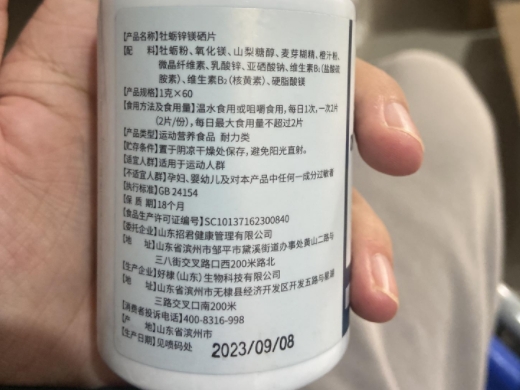 【产品名称】牡蛎锌镁硒片
【配 料】牡蛎粉、氧化镁、山梨糖醇、麦芽糊精、橙汁粉、
微晶纤维素、乳酸锌、亚硒酸钠、维生素B₁(盐酸硫
胺素)、维生素B₂(核黄素)、硬脂酸镁
【产品规格】1克×60
【食用方法及食用量】温水食用或咀嚼食用,每日1次,一次2片
(2片/份),每日最大食用量不超过2片
【产品类型】运动营养食品 耐力类
【贮存条件】置于阴凉干燥处保存,避免阳光直射。
【适宜人群】适用于运动人群
【不适宜人群】孕妇、婴幼儿及对本产品中任何一成分过敏者
【执行标准】GB 24154
【保 质 期】18个月
【食品生产许可证编号】SC10137162300840
【委托企业】山东招君健康管理有限公司
【地 址】山东省滨州市邹平市黛溪街道办事处黄山二路与
三八街交叉路口西200米路北
【生产企业】好棣(山东)生物科技有限公司
【地 址】山东省滨州市无棣县经济开发区开发五路与
三路交叉口南200米
【消费者投诉电话】400-8316-998
【产 地】山东省滨州市
【生产日期】见喷码处 2023/09/08